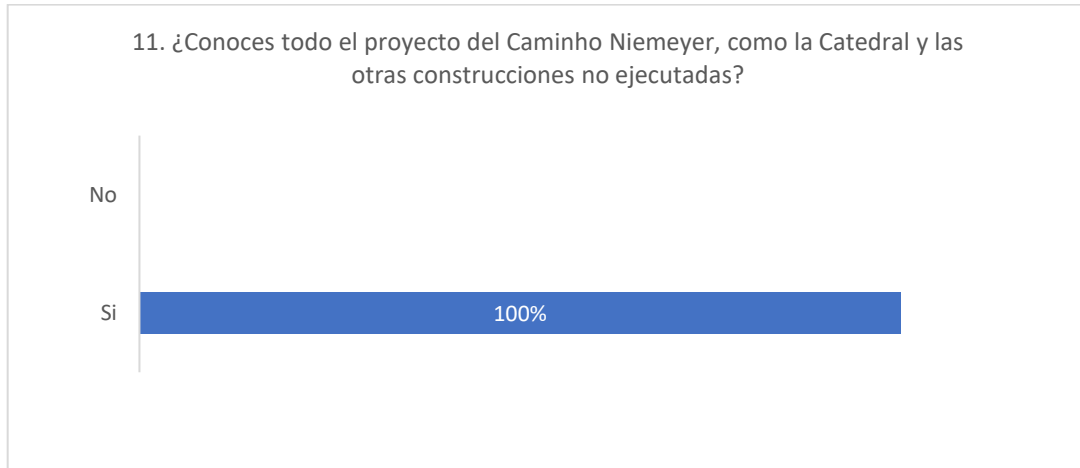 11. ¿Conoces todo el proyecto del Caminho Niemeyer, como la Catedral y las
otras construcciones no ejecutadas?
No
Si
100%